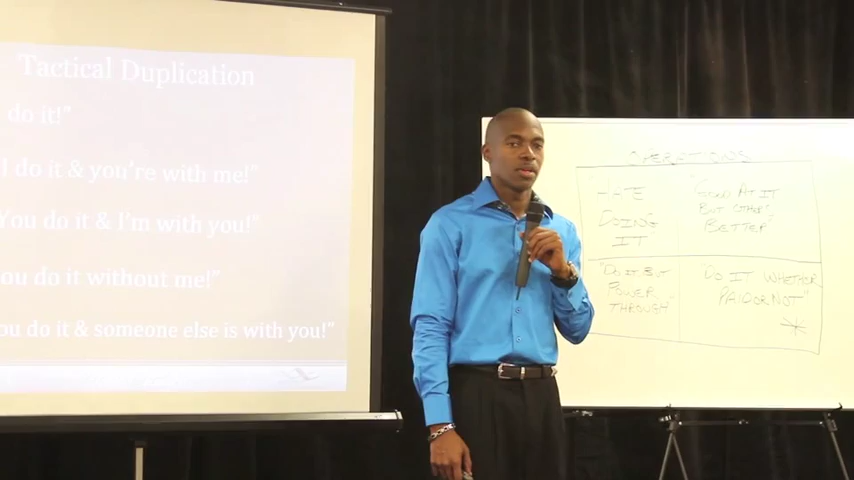 Tactical Duplication
do it!"
I do it & you're with me!"
You do it & I'm with you!"
ou do it without me!"
ou do it & someone else is with you!"
OPERATIONS
DOING
IT
"GOOD AT IT
BUT OTHERS
BETTER"
"DO IT BUT
POWER
THROUGH"
"DO IT WHETHER
PAID OR NOT"